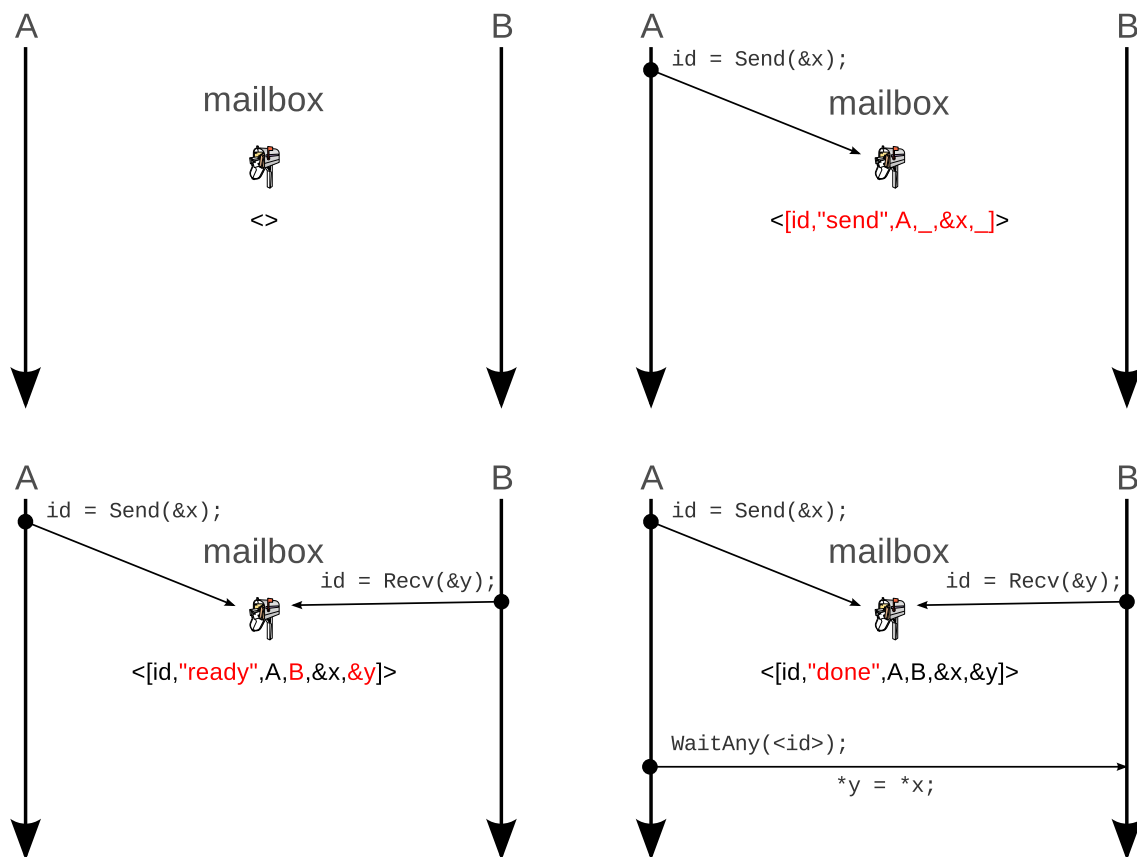 A B
mailbox
<>
A B
id = Send(&x);
mailbox
<[id,"send",A,_,&x,_]>
A B
id = Send(&x);
mailbox
id = Recv(&y);
<[id,"ready",A,B,&x,&y]>
A B
id = Send(&x);
mailbox
id = Recv(&y);
<[id,"done",A,B,&x,&y]>
WaitAny(<id>);
*y = *x;